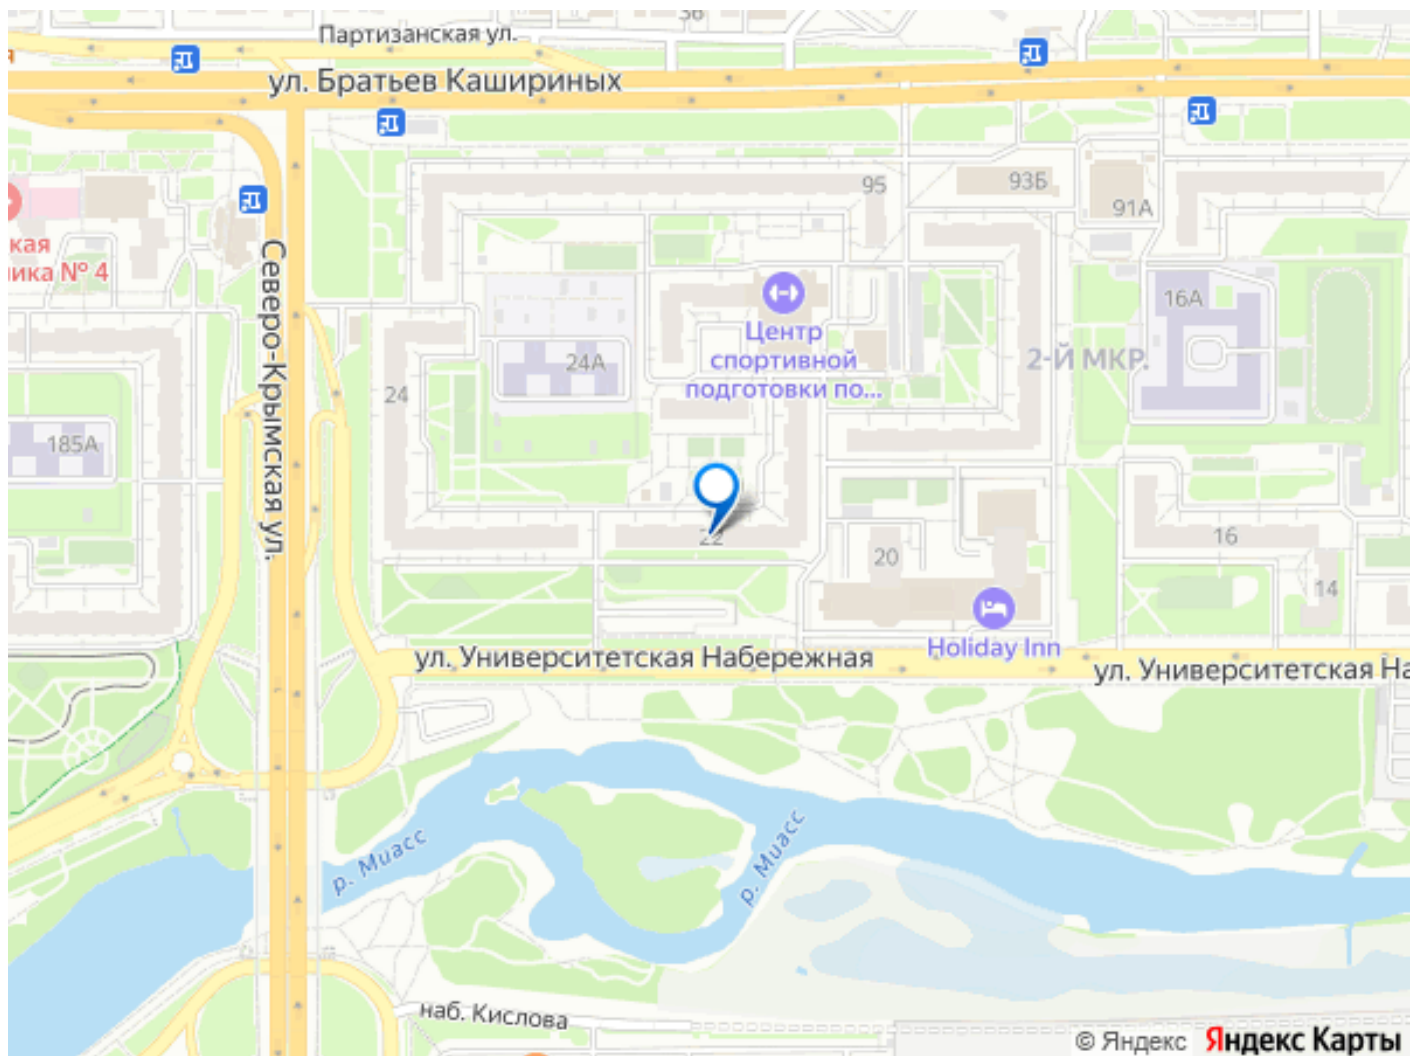 36
Партизанская ул.
я
ул. Братьев Кашириных
95
93Б
91А
кая
ика № 4
Северо-Крымская ул.
16А
Центр
спортивной
подготовки по...
2-Й МКР.
24А
24
185А
22
20
16
14
Holiday Inn
ул. Университетская Набережная
ул. Университетская На
р. Миасс
р. Миасс
наб. Кислова
© Яндекс Яндекс Карты